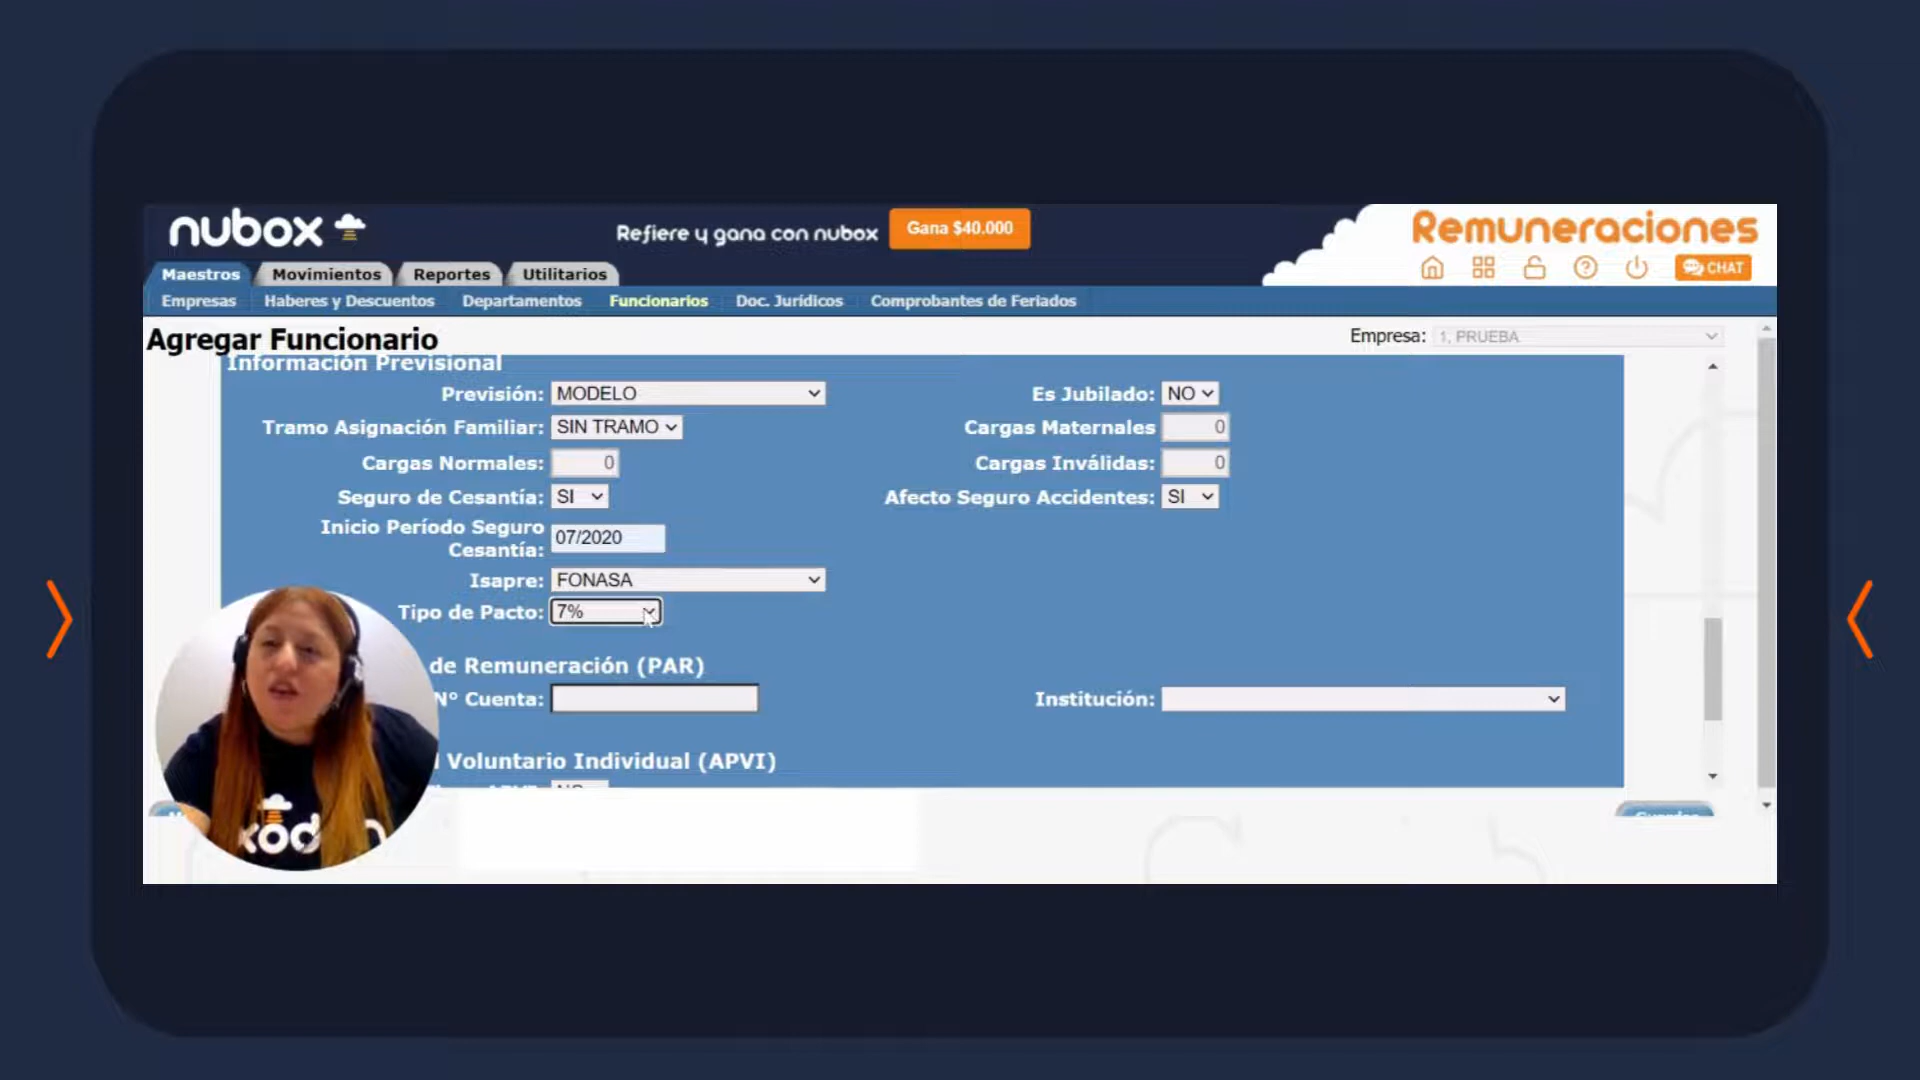 nubox
Refiere y gana con nubox
Gana $40.000
Remuneraciones
CHAT
Maestros
Movimientos
Reportes
Utilitarios
Empresas
Haberes y Descuentos
Departamentos
Funcionarios
Doc. Jurídicos
Comprobantes de Feriados
Agregar Funcionario
Empresa: 1, PRUEBA
Información Previsional
Previsión: MODELO
Es Jubilado: NO
Tramo Asignación Familiar: SIN TRAMO
Cargas Maternales 0
Cargas Normales: 0
Cargas Inválidas: 0
Seguro de Cesantía: SI
Afecto Seguro Accidentes: SI
Inicio Período Seguro
Cesantía: 07/2020
Isapre: FONASA
Tipo de Pacto: 7%
de Remuneración (PAR)
N° Cuenta:
Institución:
Voluntario Individual (APVI)